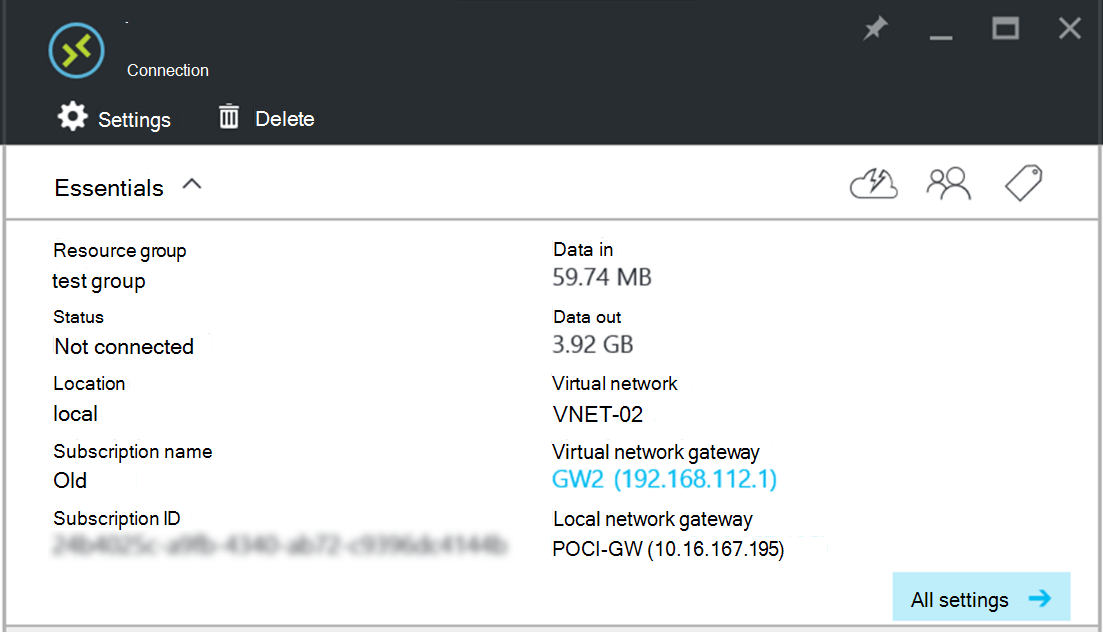 Connection
Settings
Delete
Essentials
Resource group
test group
Status
Not connected
Location
local
Subscription name
Old
Subscription ID
Data in
59.74 MB
Data out
3.92 GB
Virtual network
VNET-02
Virtual network gateway
GW2 (192.168.112.1)
Local network gateway
POCI-GW (10.16.167.195)
All settings